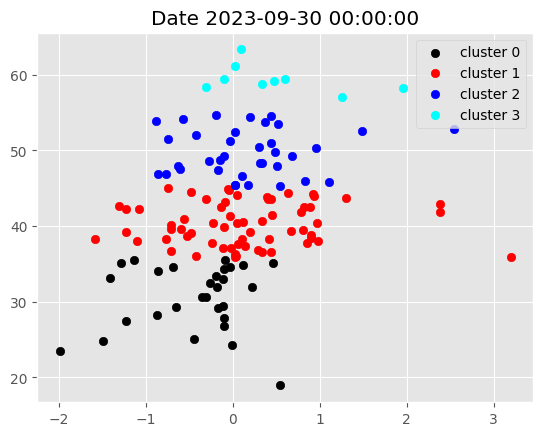 Date 2023-09-30 00:00:00
cluster 0
cluster 1
cluster 2
cluster 3
60
50
40
30
20
−2 −1 0 1 2 3